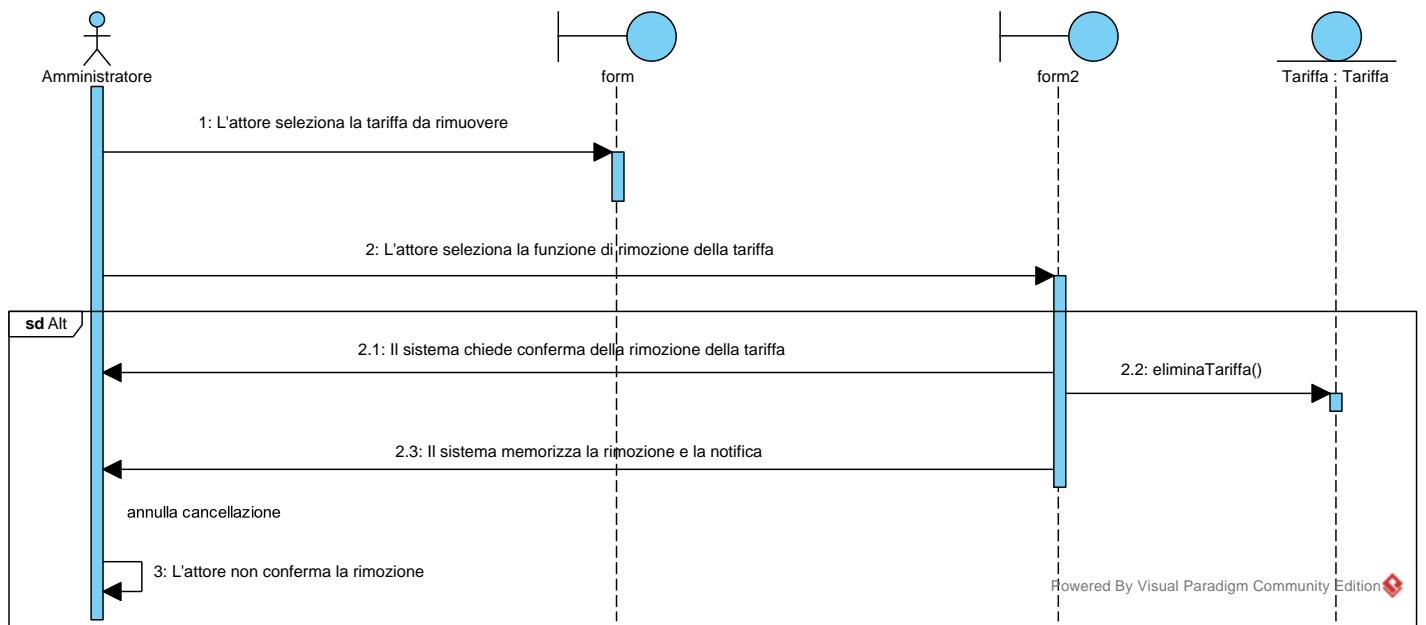 Amministratore
form
form2
Tariffa : Tariffa
1: L'attore seleziona la tariffa da rimuovere
2: L'attore seleziona la funzione di rimozione della tariffa
sd Alt
2.1: Il sistema chiede conferma della rimozione della tariffa
2.2: eliminaTariffa()
2.3: Il sistema memorizza la rimozione e la notifica
annulla cancellazione
3: L'attore non conferma la rimozione
Powered By Visual Paradigm Community Edition